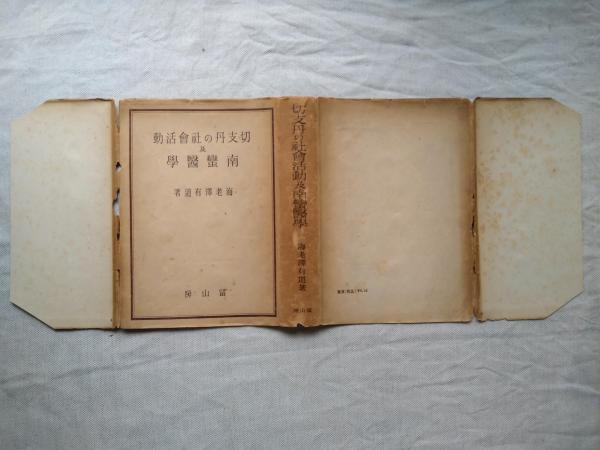 切支丹の社會活動
及
南蠻醫學
海老澤有道著
冨山房
切支丹の社會活動及南蠻醫學
海老澤有道著
冨山房